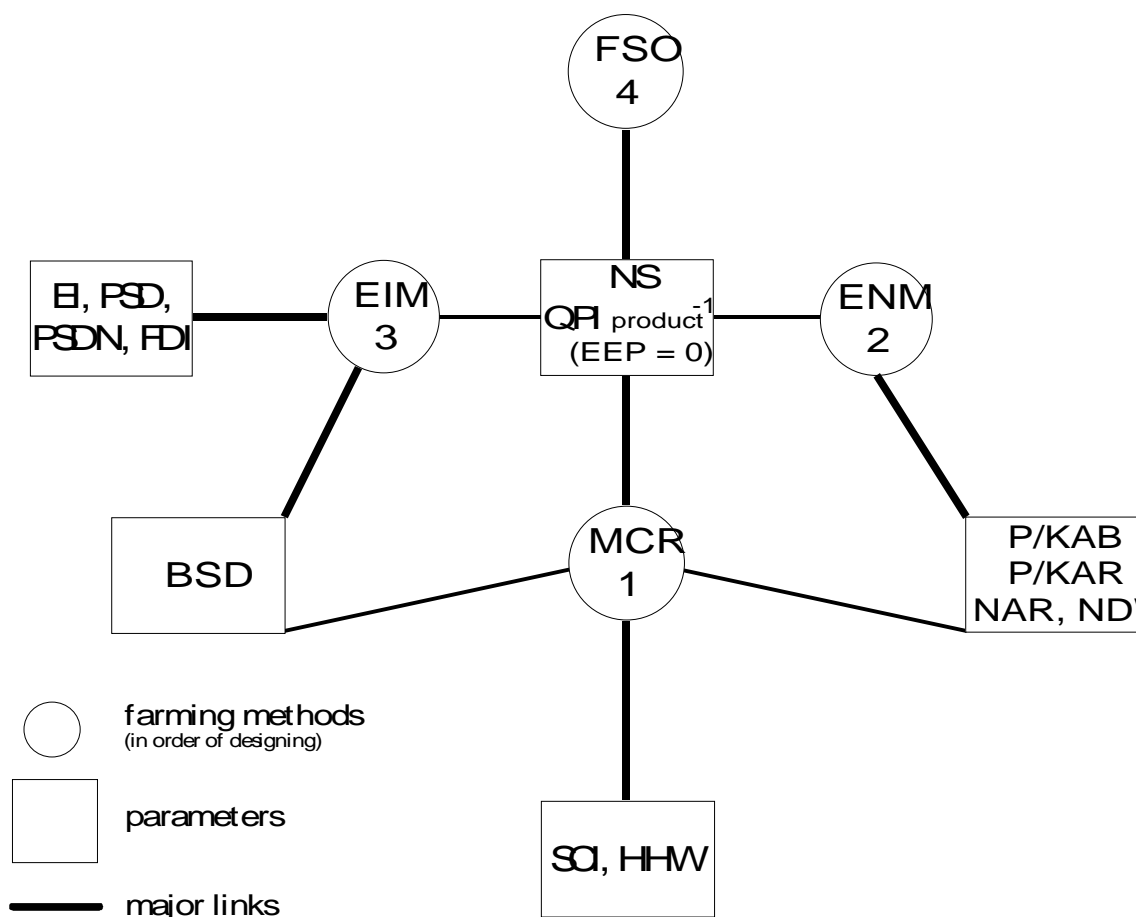 FSO
4
EI, PSD,
PSDN, FDI
EIM
3
NS
QPI product-1
(EEP = 0)
ENM
2
BSD
MCR
1
P/KAB
P/KAR
NAR, NDW
SCI, HHW
farming methods
(in order of designing)
parameters
major links